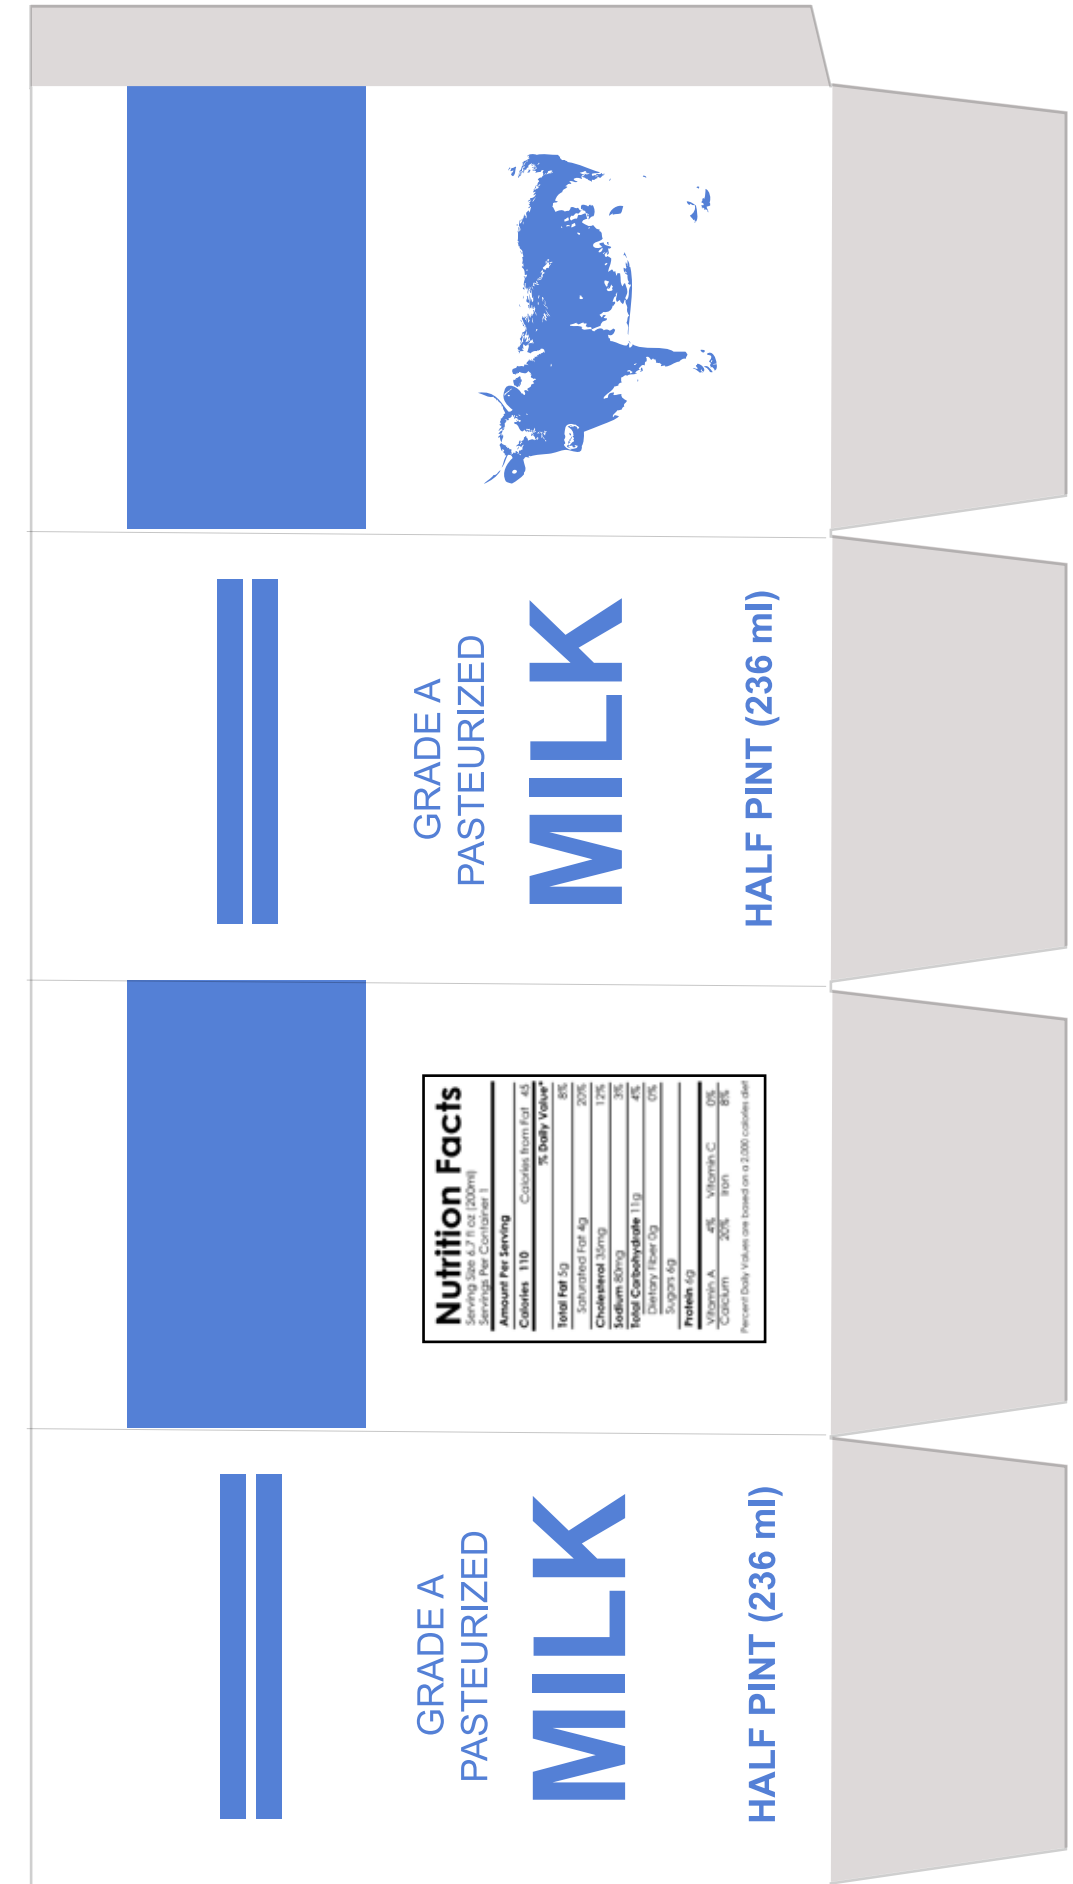 GRADE A
PASTEURIZED
MILK
HALF PINT (236 ml)
Nutrition Facts
Serving Size 6.7 fl oz (200ml)
Servings Per Container 1
Amount Per Serving
Calories 110 Calories from Fat 45
% Daily Value*
Total Fat 5g 8%
Saturated Fat 4g 20%
Cholesterol 35mg 12%
Sodium 80mg 3%
Total Carbohydrate 11g 4%
Dietary Fiber 0g 0%
Sugars 6g
Protein 6g
Vitamin A 4% Vitamin C 0%
Calcium 20% Iron 8%
Percent Daily Values are based on a 2,000 calories diet
GRADE A
PASTEURIZED
MILK
HALF PINT (236 ml)